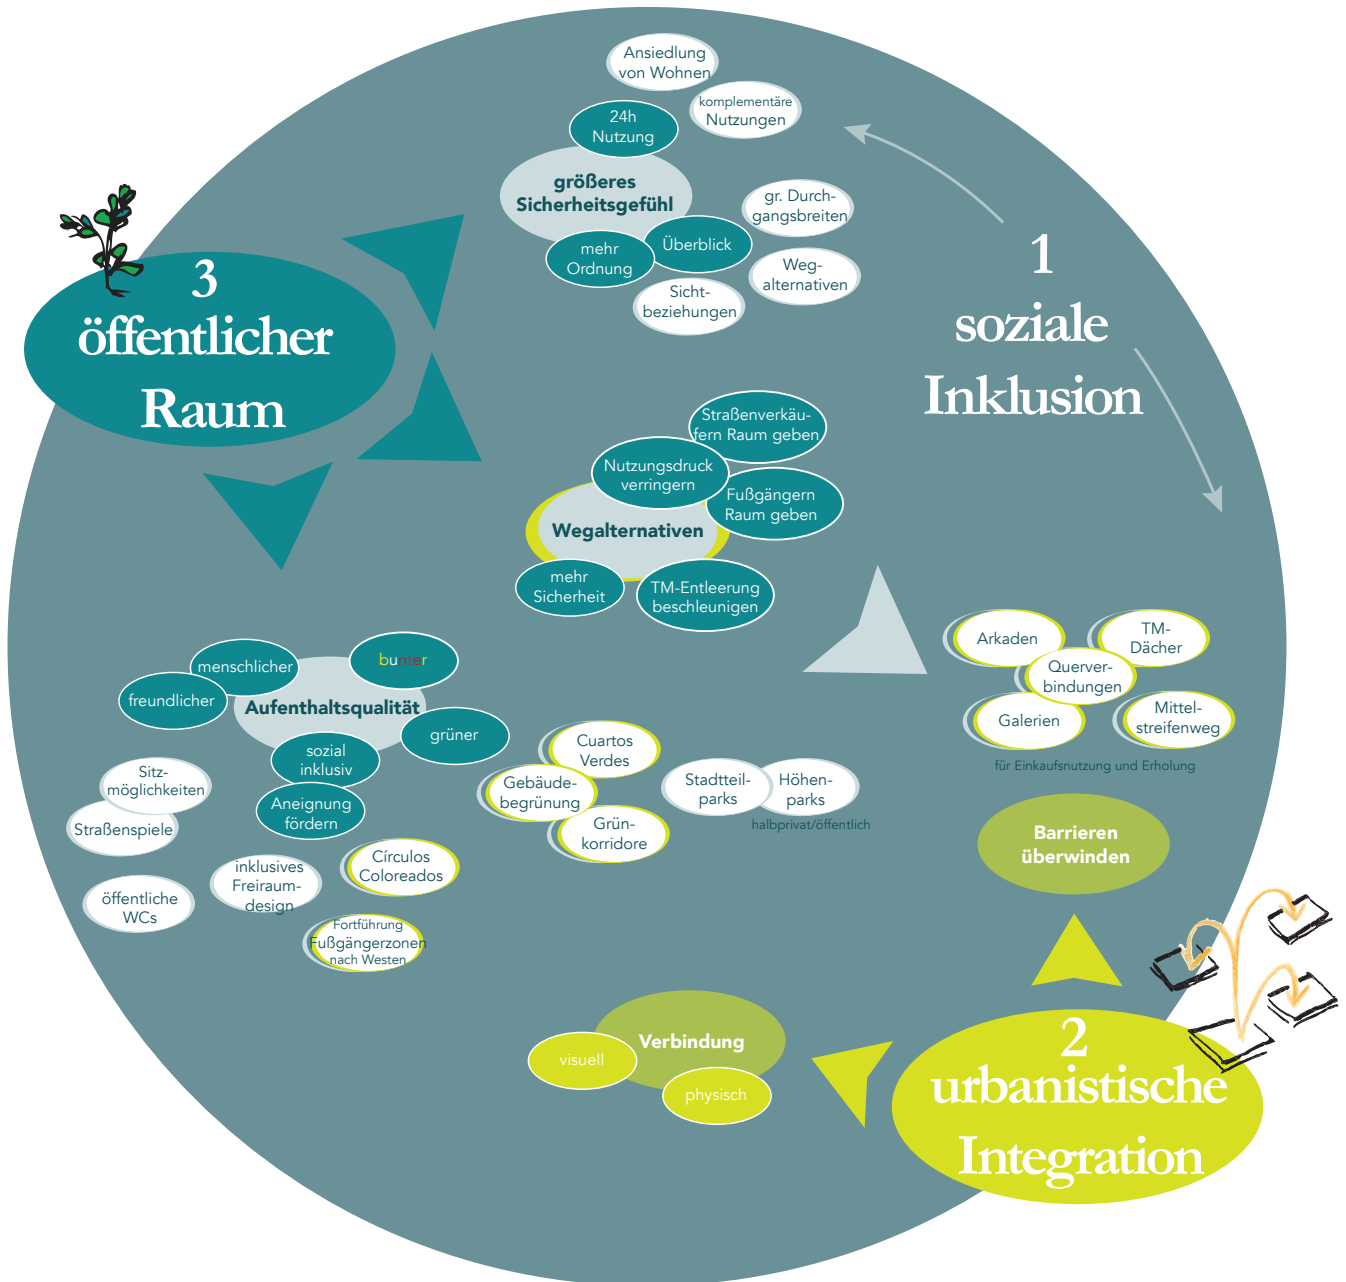 Ansiedlung
von Wohnen
komplementäre
Nutzungen
24h
Nutzung
größeres
Sicherheitsgefühl
gr. Durch-
gangsbreiten
Überblick
mehr
Ordnung
Weg-
alternativen
Sicht-
beziehungen
1
soziale
Inklusion
3
öffentlicher
Raum
Straßenverkäu-
fern Raum geben
Nutzungsdruck
verringern
Fußgängern
Raum geben
Wegalternativen
mehr
Sicherheit
TM-Entleerung
beschleunigen
Arkaden
TM-
Dächer
Querver-
bindungen
Galerien
Mittel-
streifenweg
für Einkaufsnutzung und Erholung
menschlicher
bunter
freundlicher
Aufenthaltsqualität
grüner
sozial
inklusiv
Aneignung
fördern
Sitz-
möglichkeiten
Straßenspiele
öffentliche
WCs
inklusives
Freiraum-
design
Círculos
Coloreados
Fortführung
Fußgängerzonen
nach Westen
Cuartos
Verdes
Gebäude-
begrünung
Grün-
korridore
Stadtteil-
parks
Höhen-
parks
halbprivat/öffentlich
Barrieren
überwinden
Verbindung
visuell
physisch
2
urbanistische
Integration